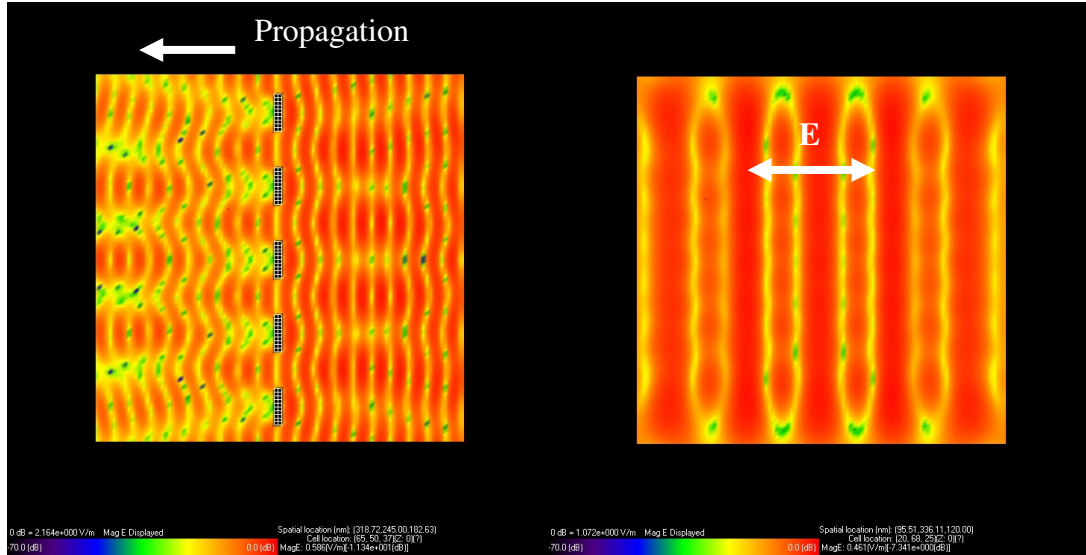 Propagation
E
0 dB = 2.164e+000 V/m Mag E Displayed
-70.0 (dB)
0.0 (dB)
Spatial location (nm): (318.72,245.00,182.63)
Cell location: (65, 50, 37)[Z: 0](?)
MagE: 0.586(V/m)[-1.134e+001(dB)]
0 dB = 1.072e+000 V/m Mag E Displayed
-70.0 (dB)
0.0 (dB)
Spatial location (nm): (95.51,336.11,120.00)
Cell location: (20, 68, 25)[Z: 0](?)
MagE: 0.461(V/m)[-7.341e+000(dB)]